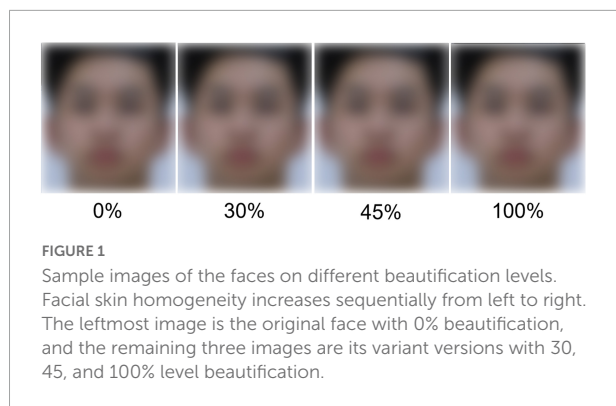 0% 30% 45% 100%
FIGURE 1
Sample images of the faces on different beautification levels.
Facial skin homogeneity increases sequentially from left to right.
The leftmost image is the original face with 0% beautification,
and the remaining three images are its variant versions with 30,
45, and 100% level beautification.